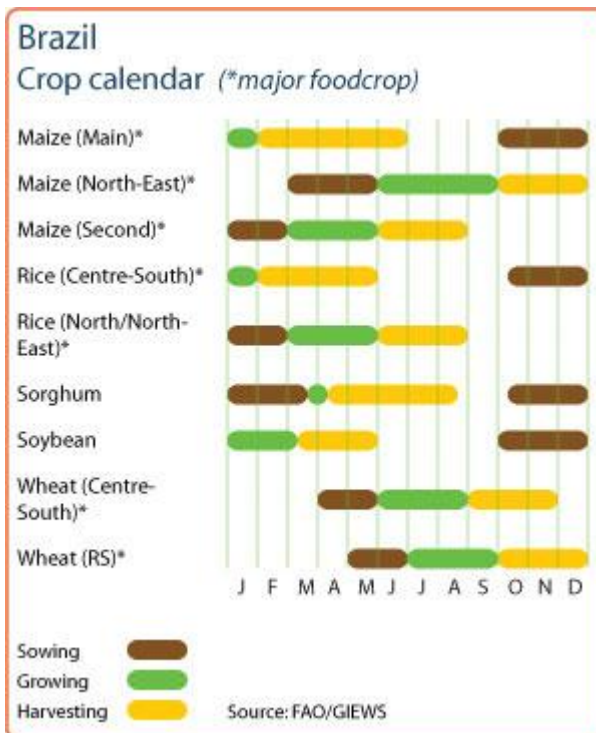 Brazil
Crop calendar (*major foodcrop)
Maize (Main)*
Maize (North-East)*
Maize (Second)*
Rice (Centre-South)*
Rice (North/North-
East)*
Sorghum
Soybean
Wheat (Centre-
South)*
Wheat (RS)*
J F M A M J J A S O N D
Sowing
Growing
Harvesting Source: FAO/GIEWS